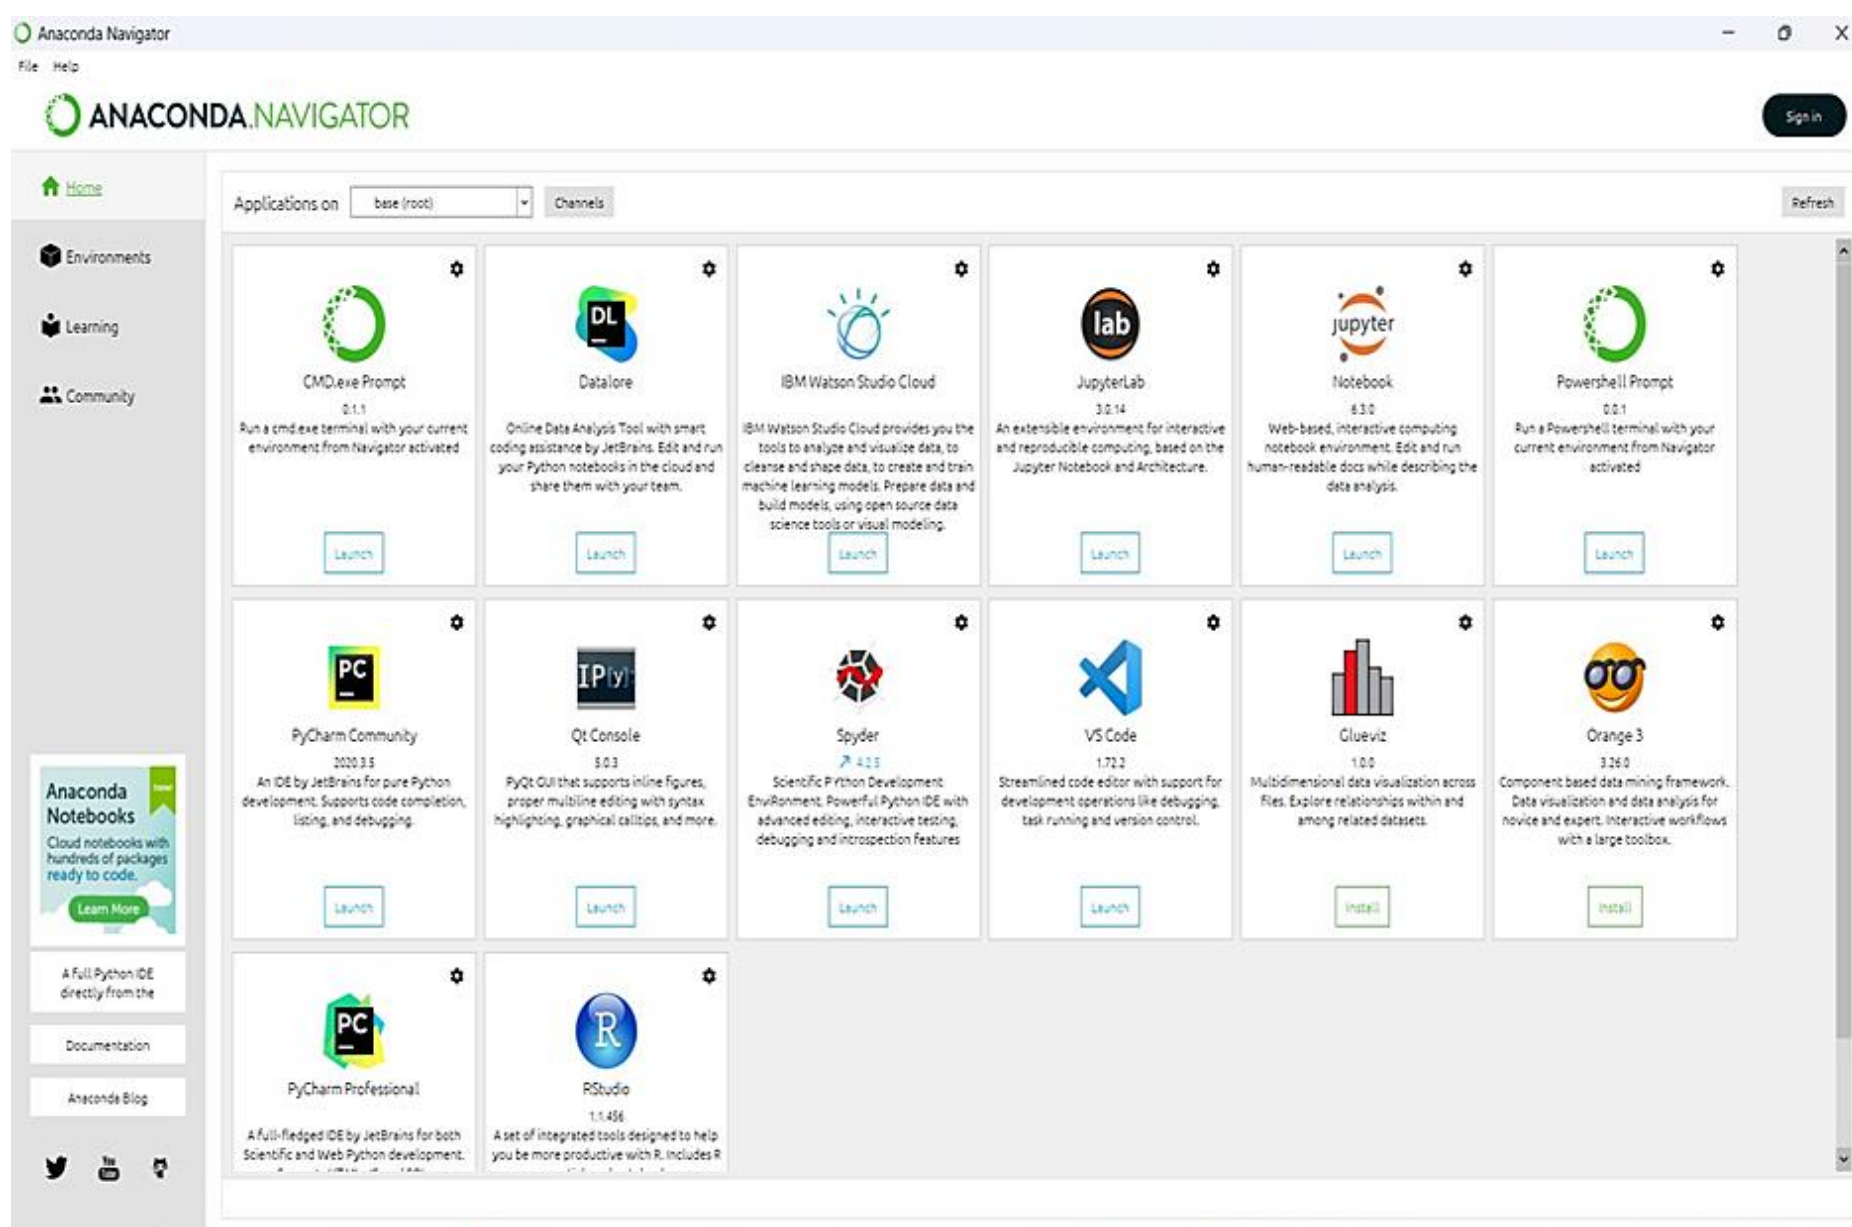 Anaconda Navigator
File Help
ANACONDA.NAVIGATOR
Sign in
Home
Environments
Learning
Community
Applications on base (root) Channels
Refresh
CMD.exe Prompt
0.1.1
Run a cmd.exe terminal with your current
environment from Navigator activated
Launch
DL
Datalore
Online Data Analysis Tool with smart
coding assistance by JetBrains. Edit and run
your Python notebooks in the cloud and
share them with your team.
Launch
IBM Watson Studio Cloud
IBM Watson Studio Cloud provides you the
tools to analyze and visualize data, to
cleanse and shape data, to create and train
machine learning models. Prepare data and
build models, using open source data
science tools or visual modeling.
Launch
lab
JupyterLab
3.0.14
An extensible environment for interactive
and reproducible computing, based on the
Jupyter Notebook and Architecture.
Launch
jupyter
Notebook
6.3.0
Web-based, interactive computing
notebook environment. Edit and run
human-readable docs while describing the
data analysis.
Launch
Powershell Prompt
0.0.1
Run a Powershell terminal with your
current environment from Navigator
activated
Launch
PC
PyCharm Community
2020.3.5
An IDE by JetBrains for pure Python
development. Supports code completion,
listing, and debugging.
Launch
IP[y]:
Qt Console
5.0.3
PyQt GUI that supports inline figures,
proper multiline editing with syntax
highlighting, graphical calltips, and more.
Launch
Spyder
4.2.5
Scientific PYthon Development
EnviRonment. Powerful Python IDE with
advanced editing, interactive testing,
debugging and introspection features
Launch
VS Code
1.72.2
Streamlined code editor with support for
development operations like debugging,
task running and version control.
Launch
Glueviz
1.0.0
Multidimensional data visualization across
files. Explore relationships within and
among related datasets.
Install
Orange 3
3.26.0
Component based data mining framework.
Data visualization and data analysis for
novice and expert. Interactive workflows
with a large toolbox.
Install
PC
PyCharm Professional
A full-fledged IDE by JetBrains for both
Scientific and Web Python development.
R
RStudio
1.1.456
A set of integrated tools designed to help
you be more productive with R. Includes R
Anaconda
Notebooks
New
Cloud notebooks with
hundreds of packages
ready to code.
Learn More
A full Python IDE
directly from the
Documentation
Anaconda Blog
You
Tube